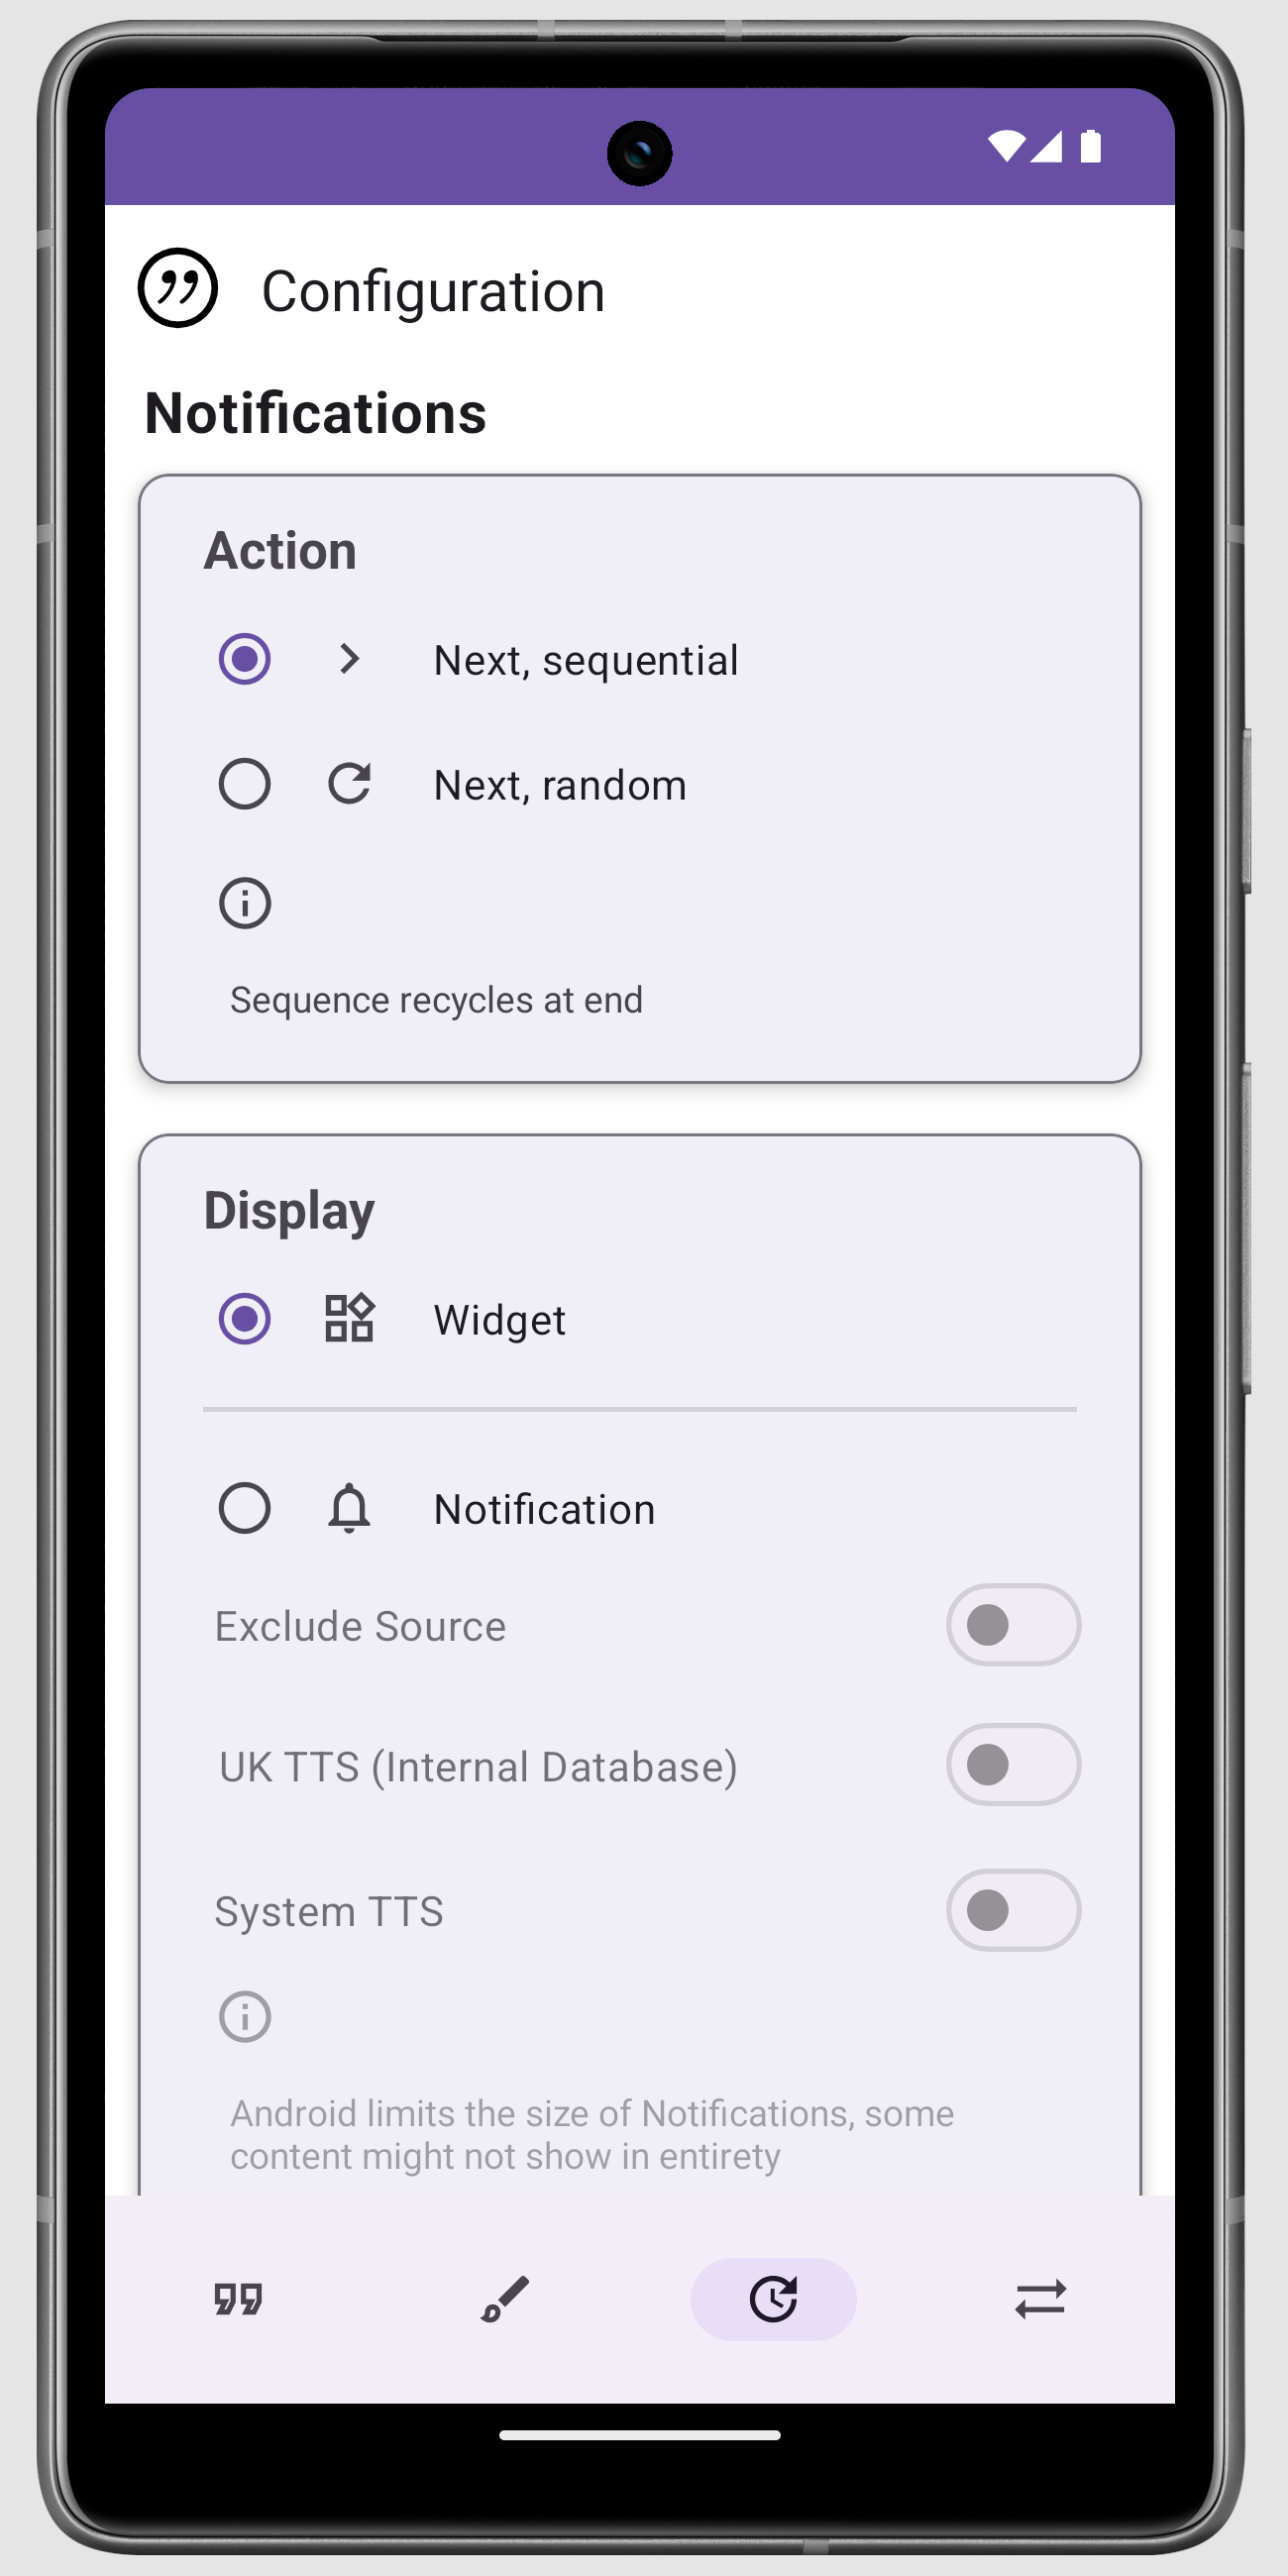 Configuration
Notifications
Action
Next, sequential
Next, random
Sequence recycles at end
Display
Widget
Notification
Exclude Source
UK TTS (Internal Database)
System TTS
Android limits the size of Notifications, some
content might not show in entirety